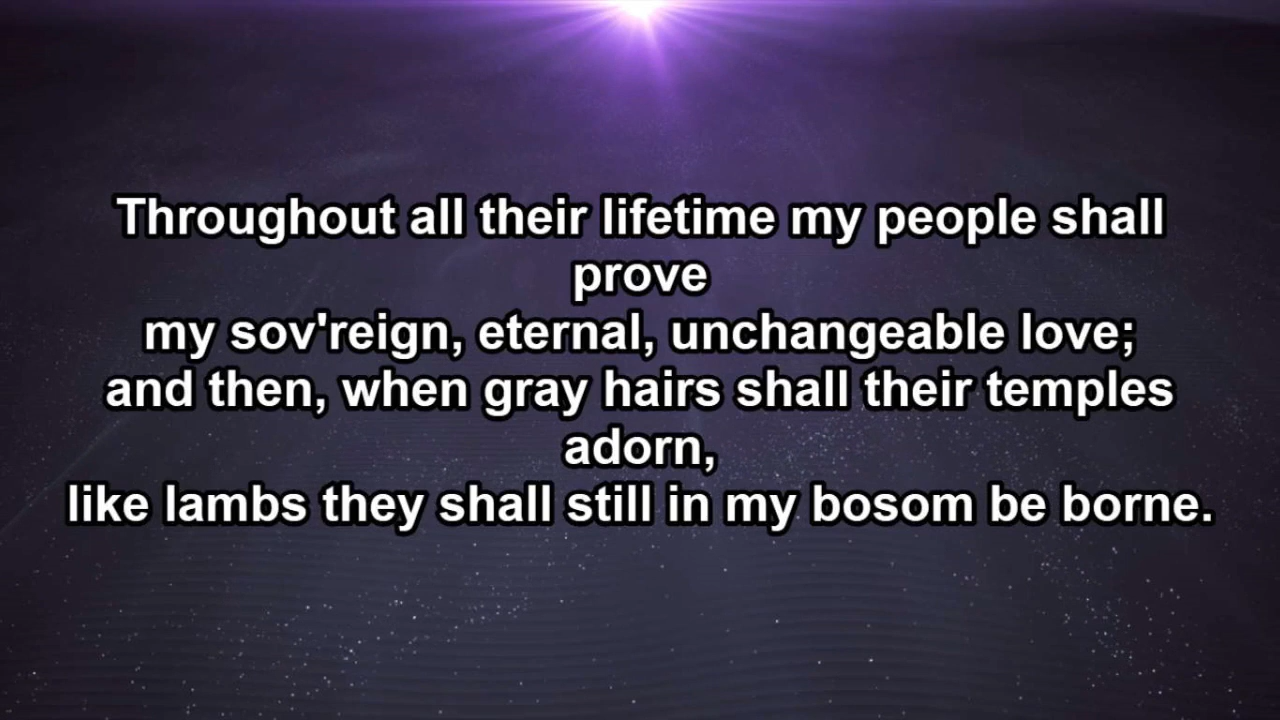 Throughout all their lifetime my people shall
prove
my sov'reign, eternal, unchangeable love;
and then, when gray hairs shall their temples
adorn,
like lambs they shall still in my bosom be borne.